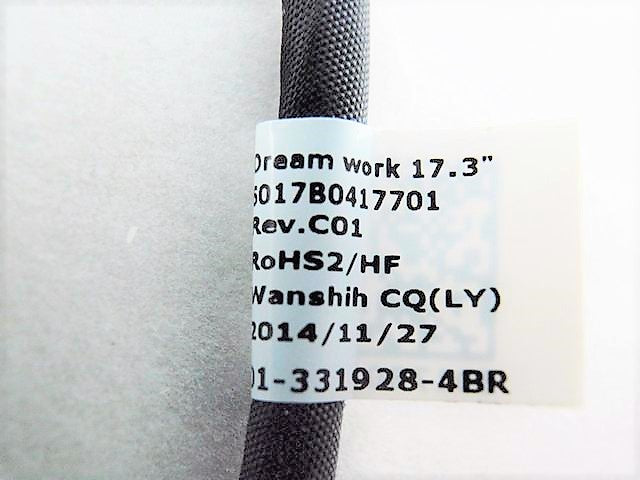 Dream Work 17.3"
6017B0417701
Rev.C01
RoHS2/HF
Wanshih CQ(LY)
2014/11/27
01-331928-4BR